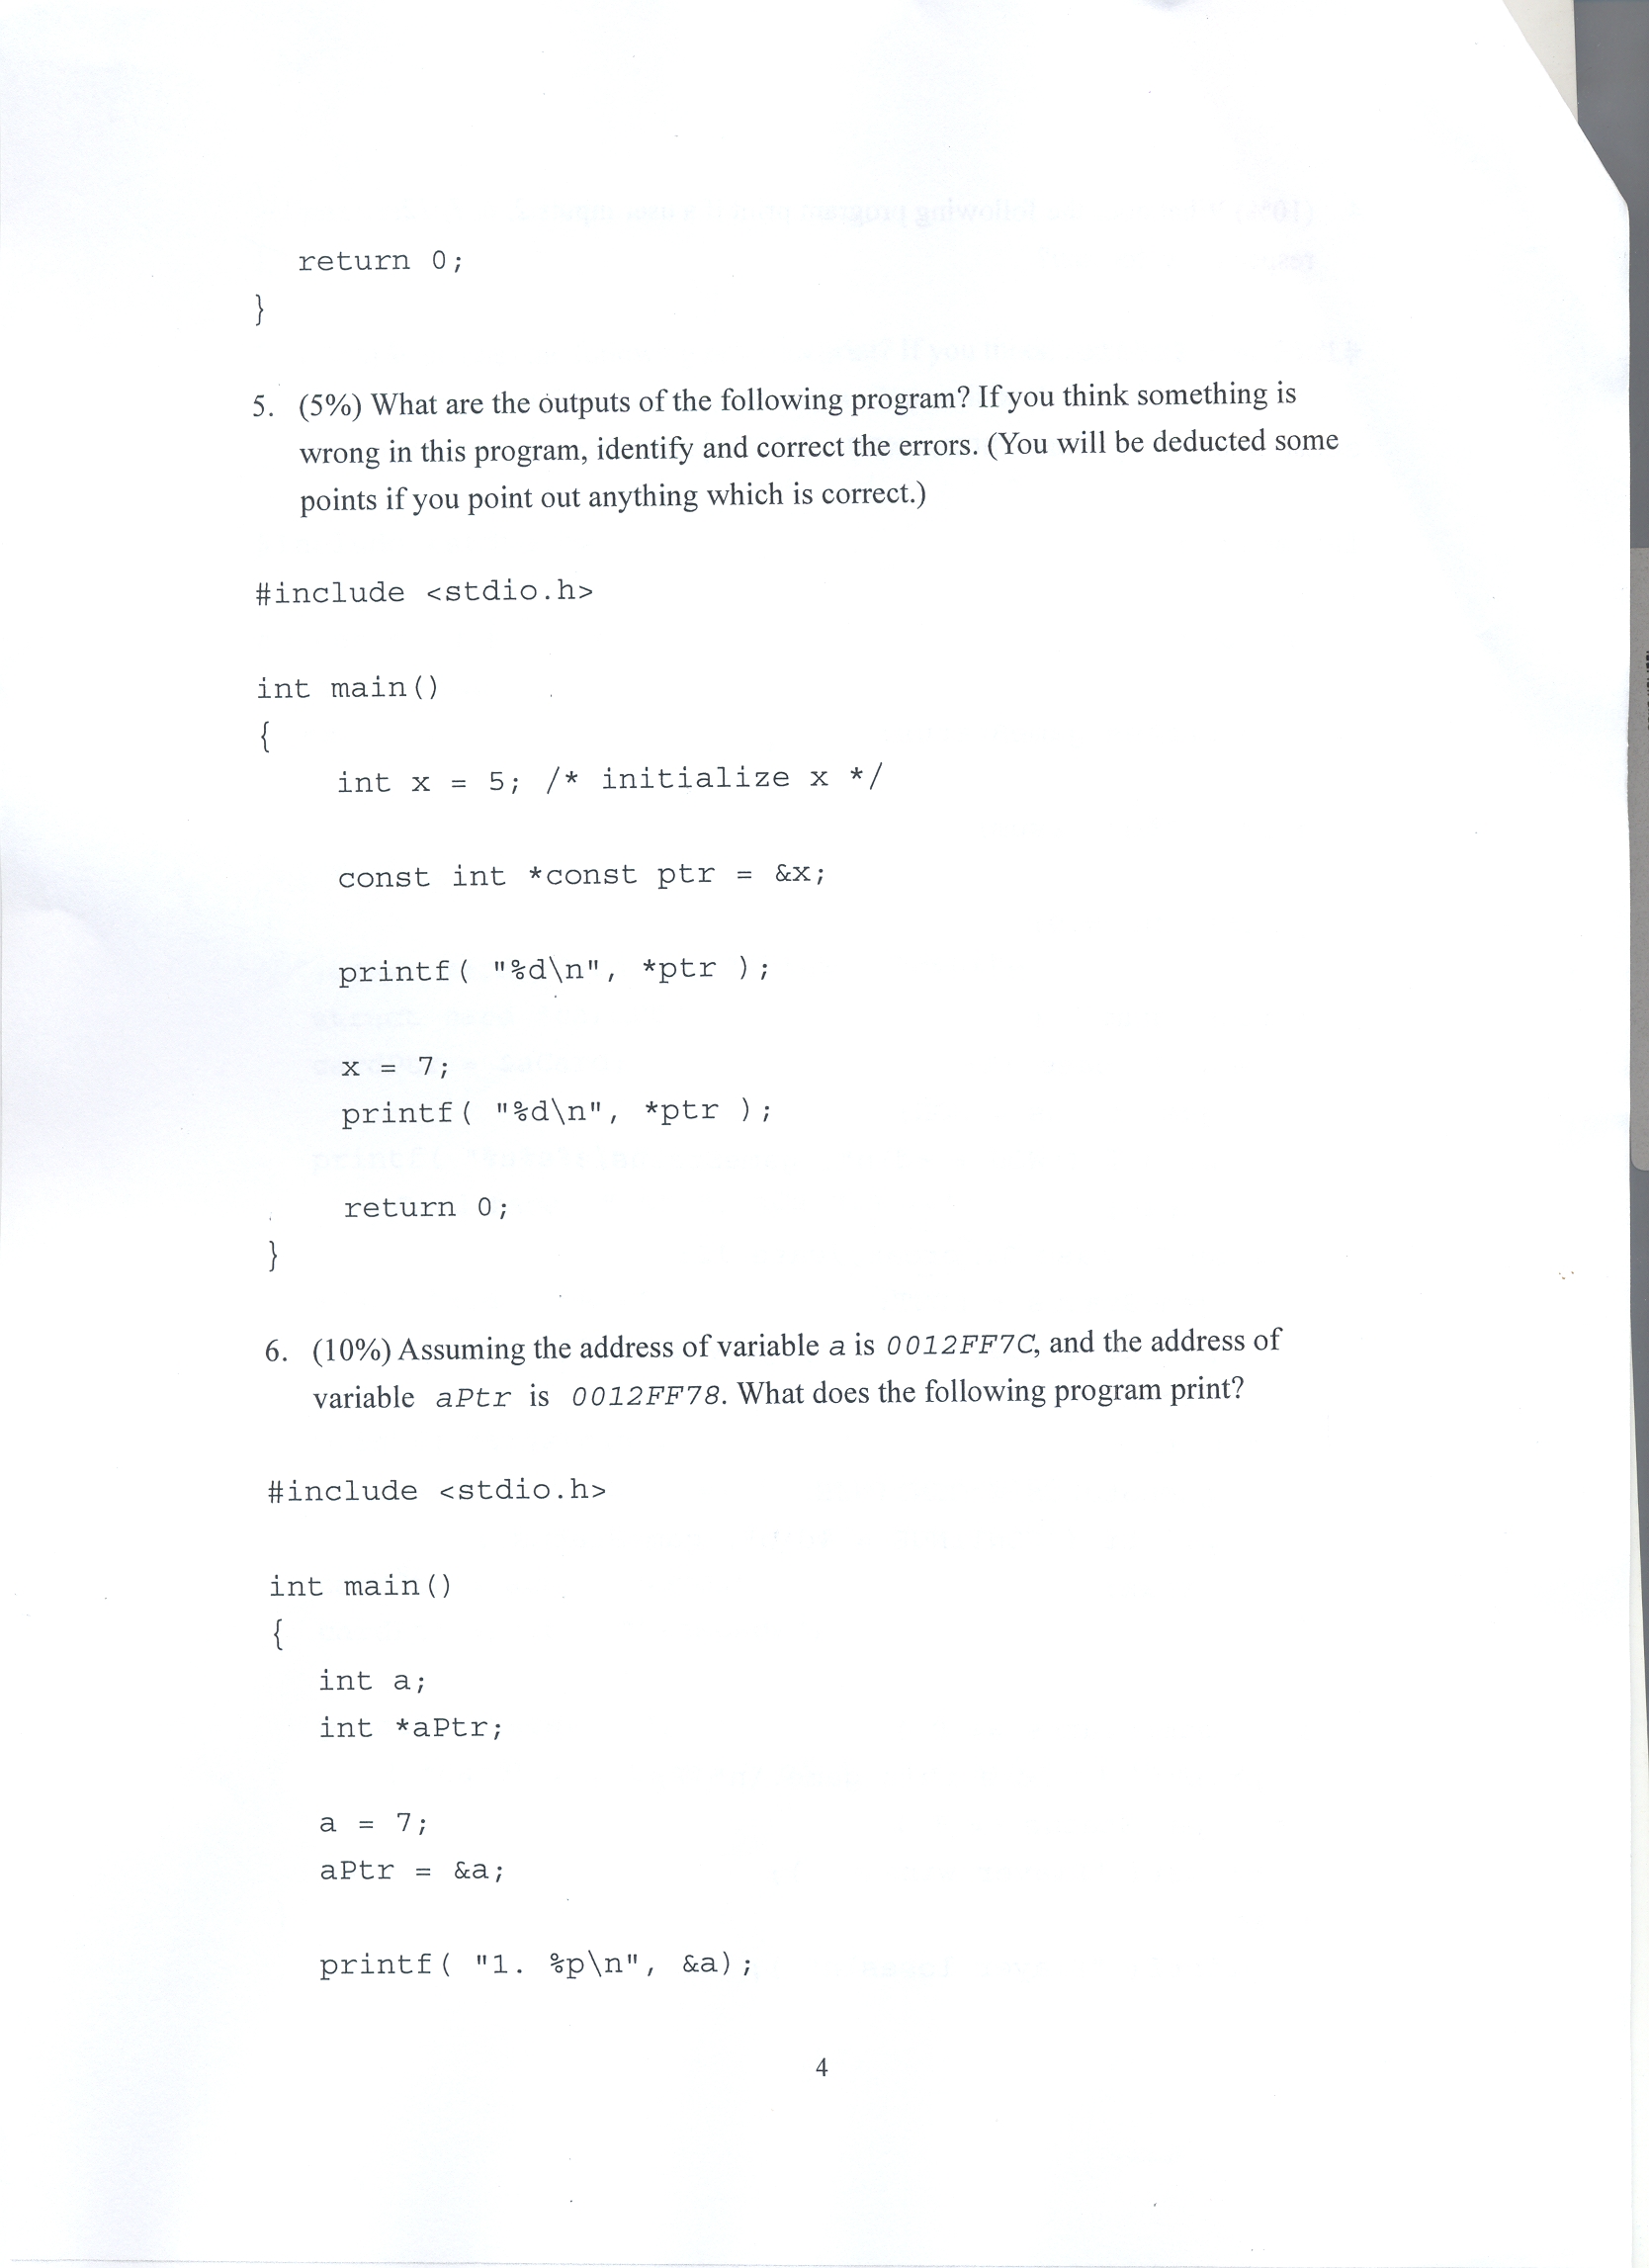 return 0;
}
5. (5%) What are the outputs of the following program? If you think something is
wrong in this program, identify and correct the errors. (You will be deducted some
points if you point out anything which is correct.)
#include <stdio.h>
int main()
{
int x = 5; /* initialize x */
const int *const ptr = &x;
printf( "%d\n", *ptr );
x = 7;
printf( "%d\n", *ptr );
return 0;
}
6. (10%) Assuming the address of variable a is 0012FF7C, and the address of
variable aPtr is 0012FF78. What does the following program print?
#include <stdio.h>
int main()
{
int a;
int *aPtr;
a = 7;
aPtr = &a;
printf( "1. %p\n", &a);
4